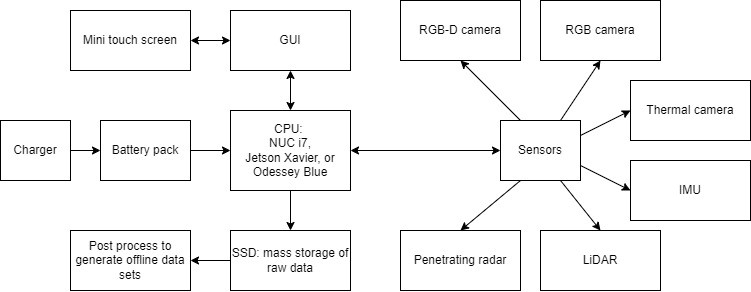 RGB-D camera
RGB camera
Mini touch screen
GUI
Thermal camera
CPU:
NUC i7,
Jetson Xavier, or
Odessey Blue
Charger
Battery pack
Sensors
IMU
Post process to
generate offline data
sets
SSD: mass storage of
raw data
Penetrating radar
LiDAR